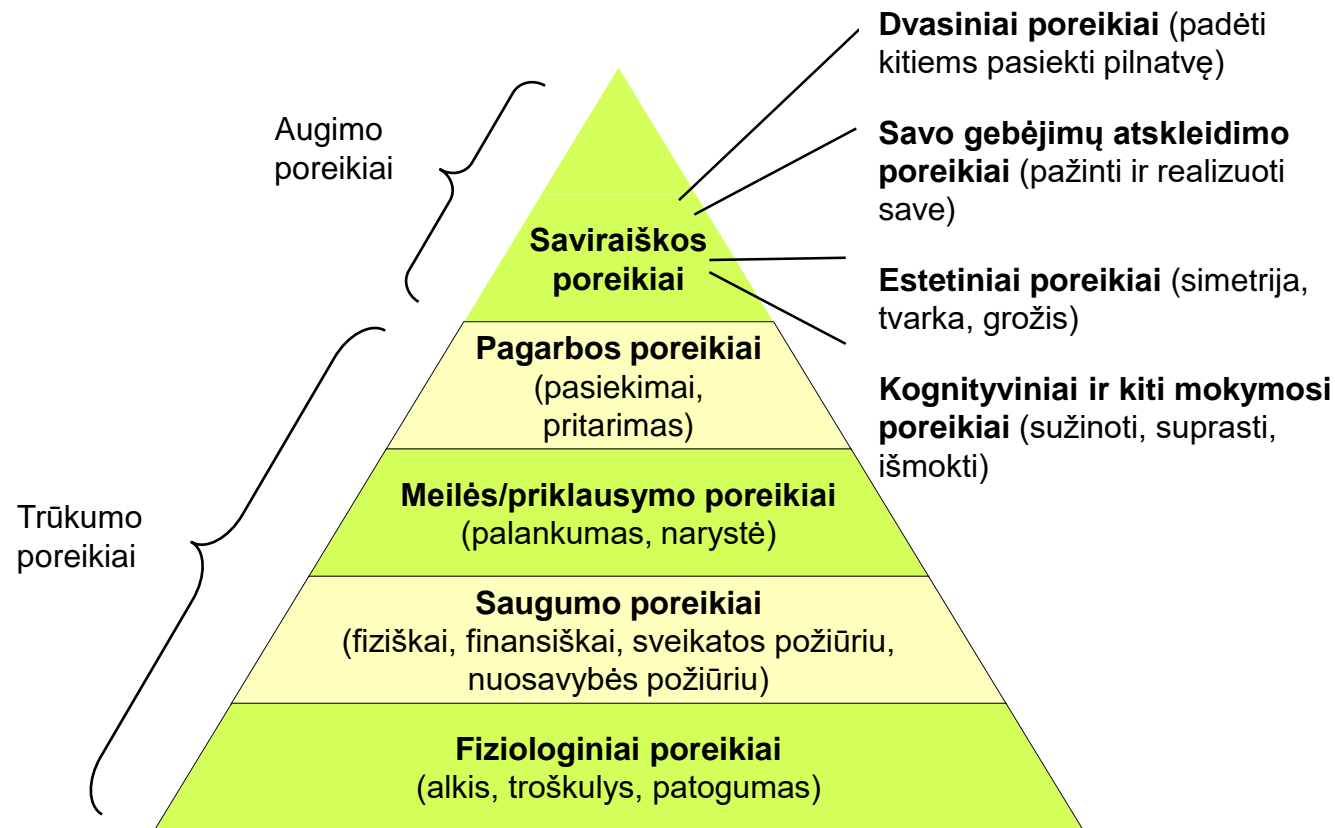 Dvasiniai poreikiai (padėti
kitiems pasiekti pilnatvę)
Augimo
poreikiai
Savo gebėjimų atskleidimo
poreikiai (pažinti ir realizuoti
save)
Saviraiškos
poreikiai
Estetiniai poreikiai (simetrija,
tvarka, grožis)
Pagarbos poreikiai
(pasiekimai,
pritarimas)
Kognityviniai ir kiti mokymosi
poreikiai (sužinoti, suprasti,
išmokti)
Trūkumo
poreikiai
Meilės/priklausymo poreikiai
(palankumas, narystė)
Saugumo poreikiai
(fiziškai, finansiškai, sveikatos požiūriu,
nuosavybės požiūriu)
Fiziologiniai poreikiai
(alkis, troškulys, patogumas)